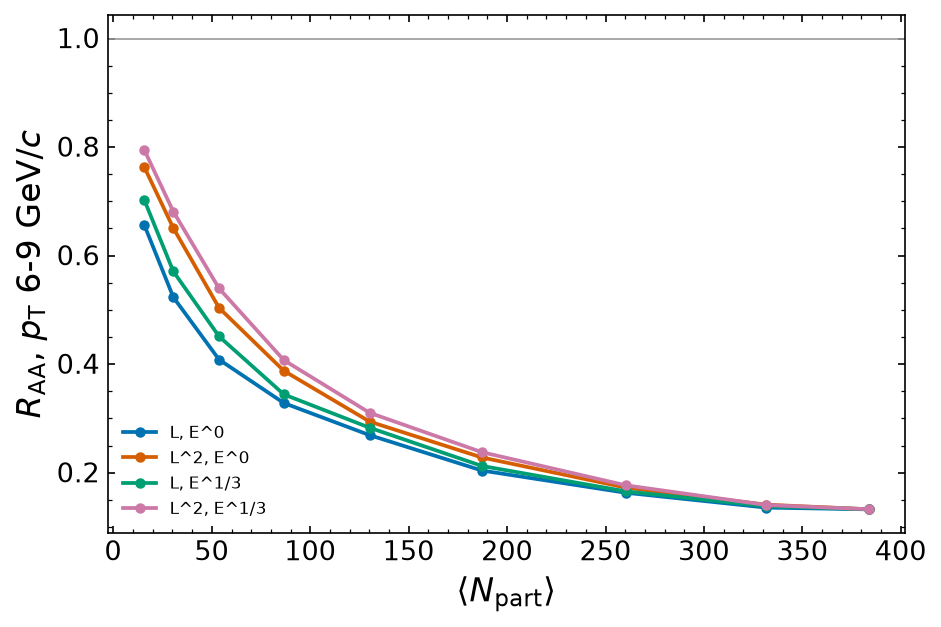 1.0
0.8
0.6
0.4
0.2
R_AA, p_T 6-9 GeV/c
L, E^0
L^2, E^0
L, E^1/3
L^2, E^1/3
0 50 100 150 200 250 300 350 400
⟨N_part⟩